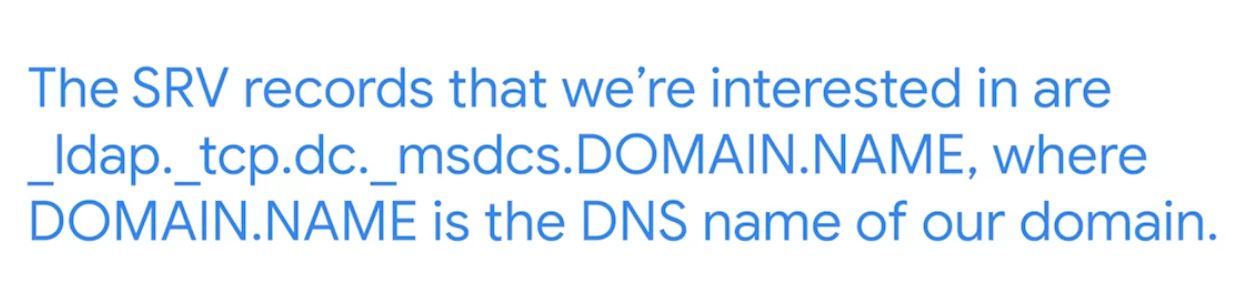 The SRV records that we’re interested in are
_ldap._tcp.dc._msdcs.DOMAIN.NAME, where
DOMAIN.NAME is the DNS name of our domain.